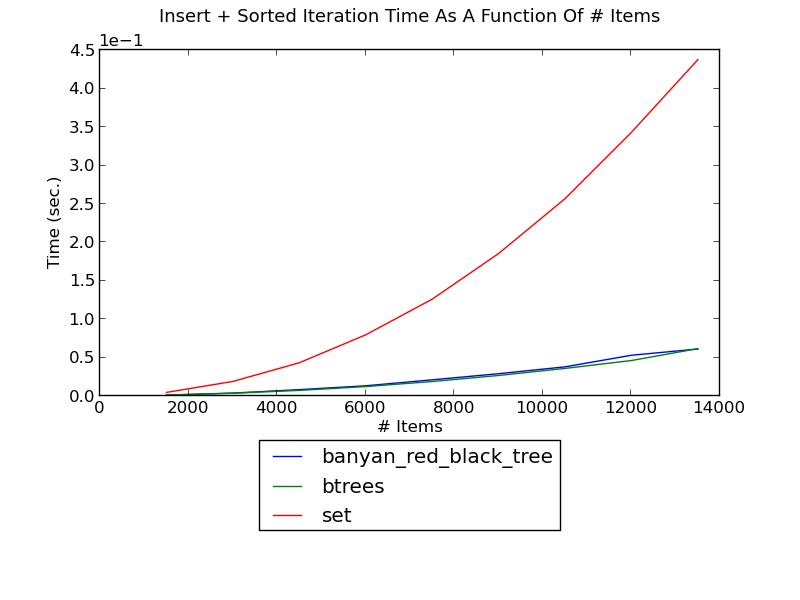 Insert + Sorted Iteration Time As A Function Of # Items
1e−1
4.5
4.0
3.5
3.0
2.5
2.0
1.5
1.0
0.5
0.0
Time (sec.)
0 2000 4000 6000 8000 10000 12000 14000
# Items
banyan_red_black_tree
btrees
set